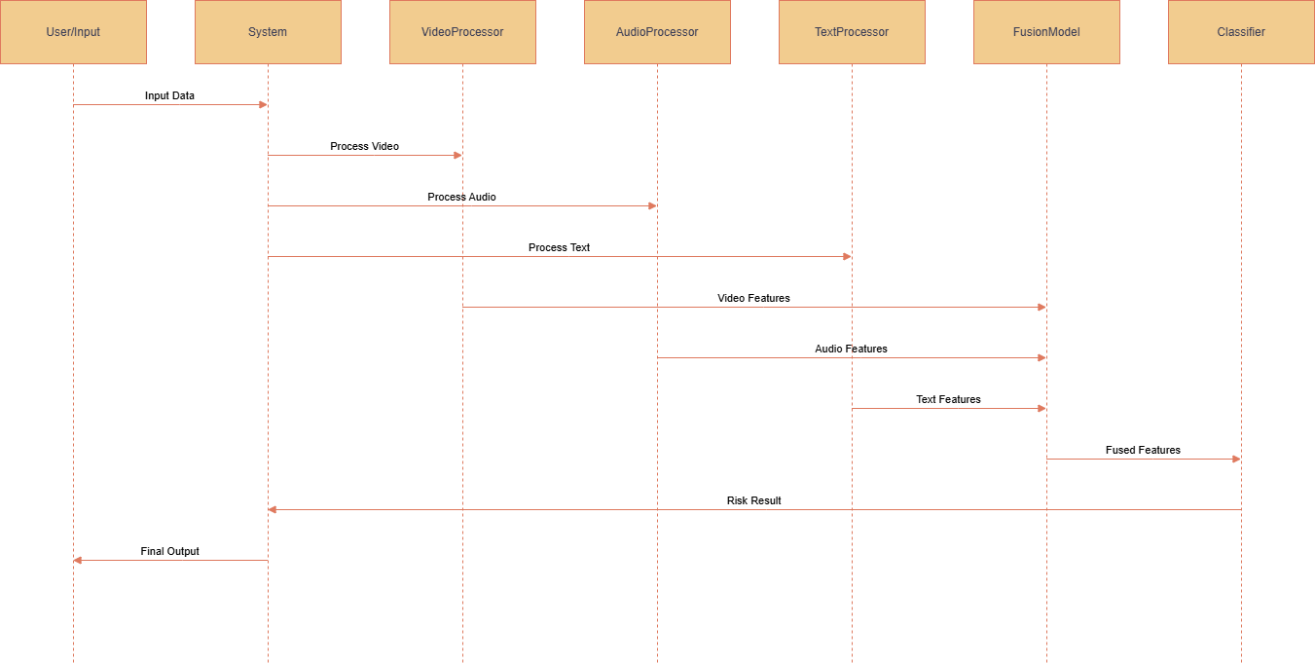 User/Input
System
VideoProcessor
AudioProcessor
TextProcessor
FusionModel
Classifier
Input Data
Process Video
Process Audio
Process Text
Video Features
Audio Features
Text Features
Fused Features
Risk Result
Final Output